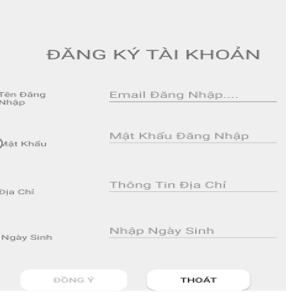 ĐĂNG KÝ TÀI KHOẢN
Tên Đăng
Nhập
Email Đăng Nhập....
Mật Khẩu
Mật Khẩu Đăng Nhập
Địa Chỉ
Thông Tin Địa Chỉ
Ngày Sinh
Nhập Ngày Sinh
ĐỒNG Ý
THOÁT